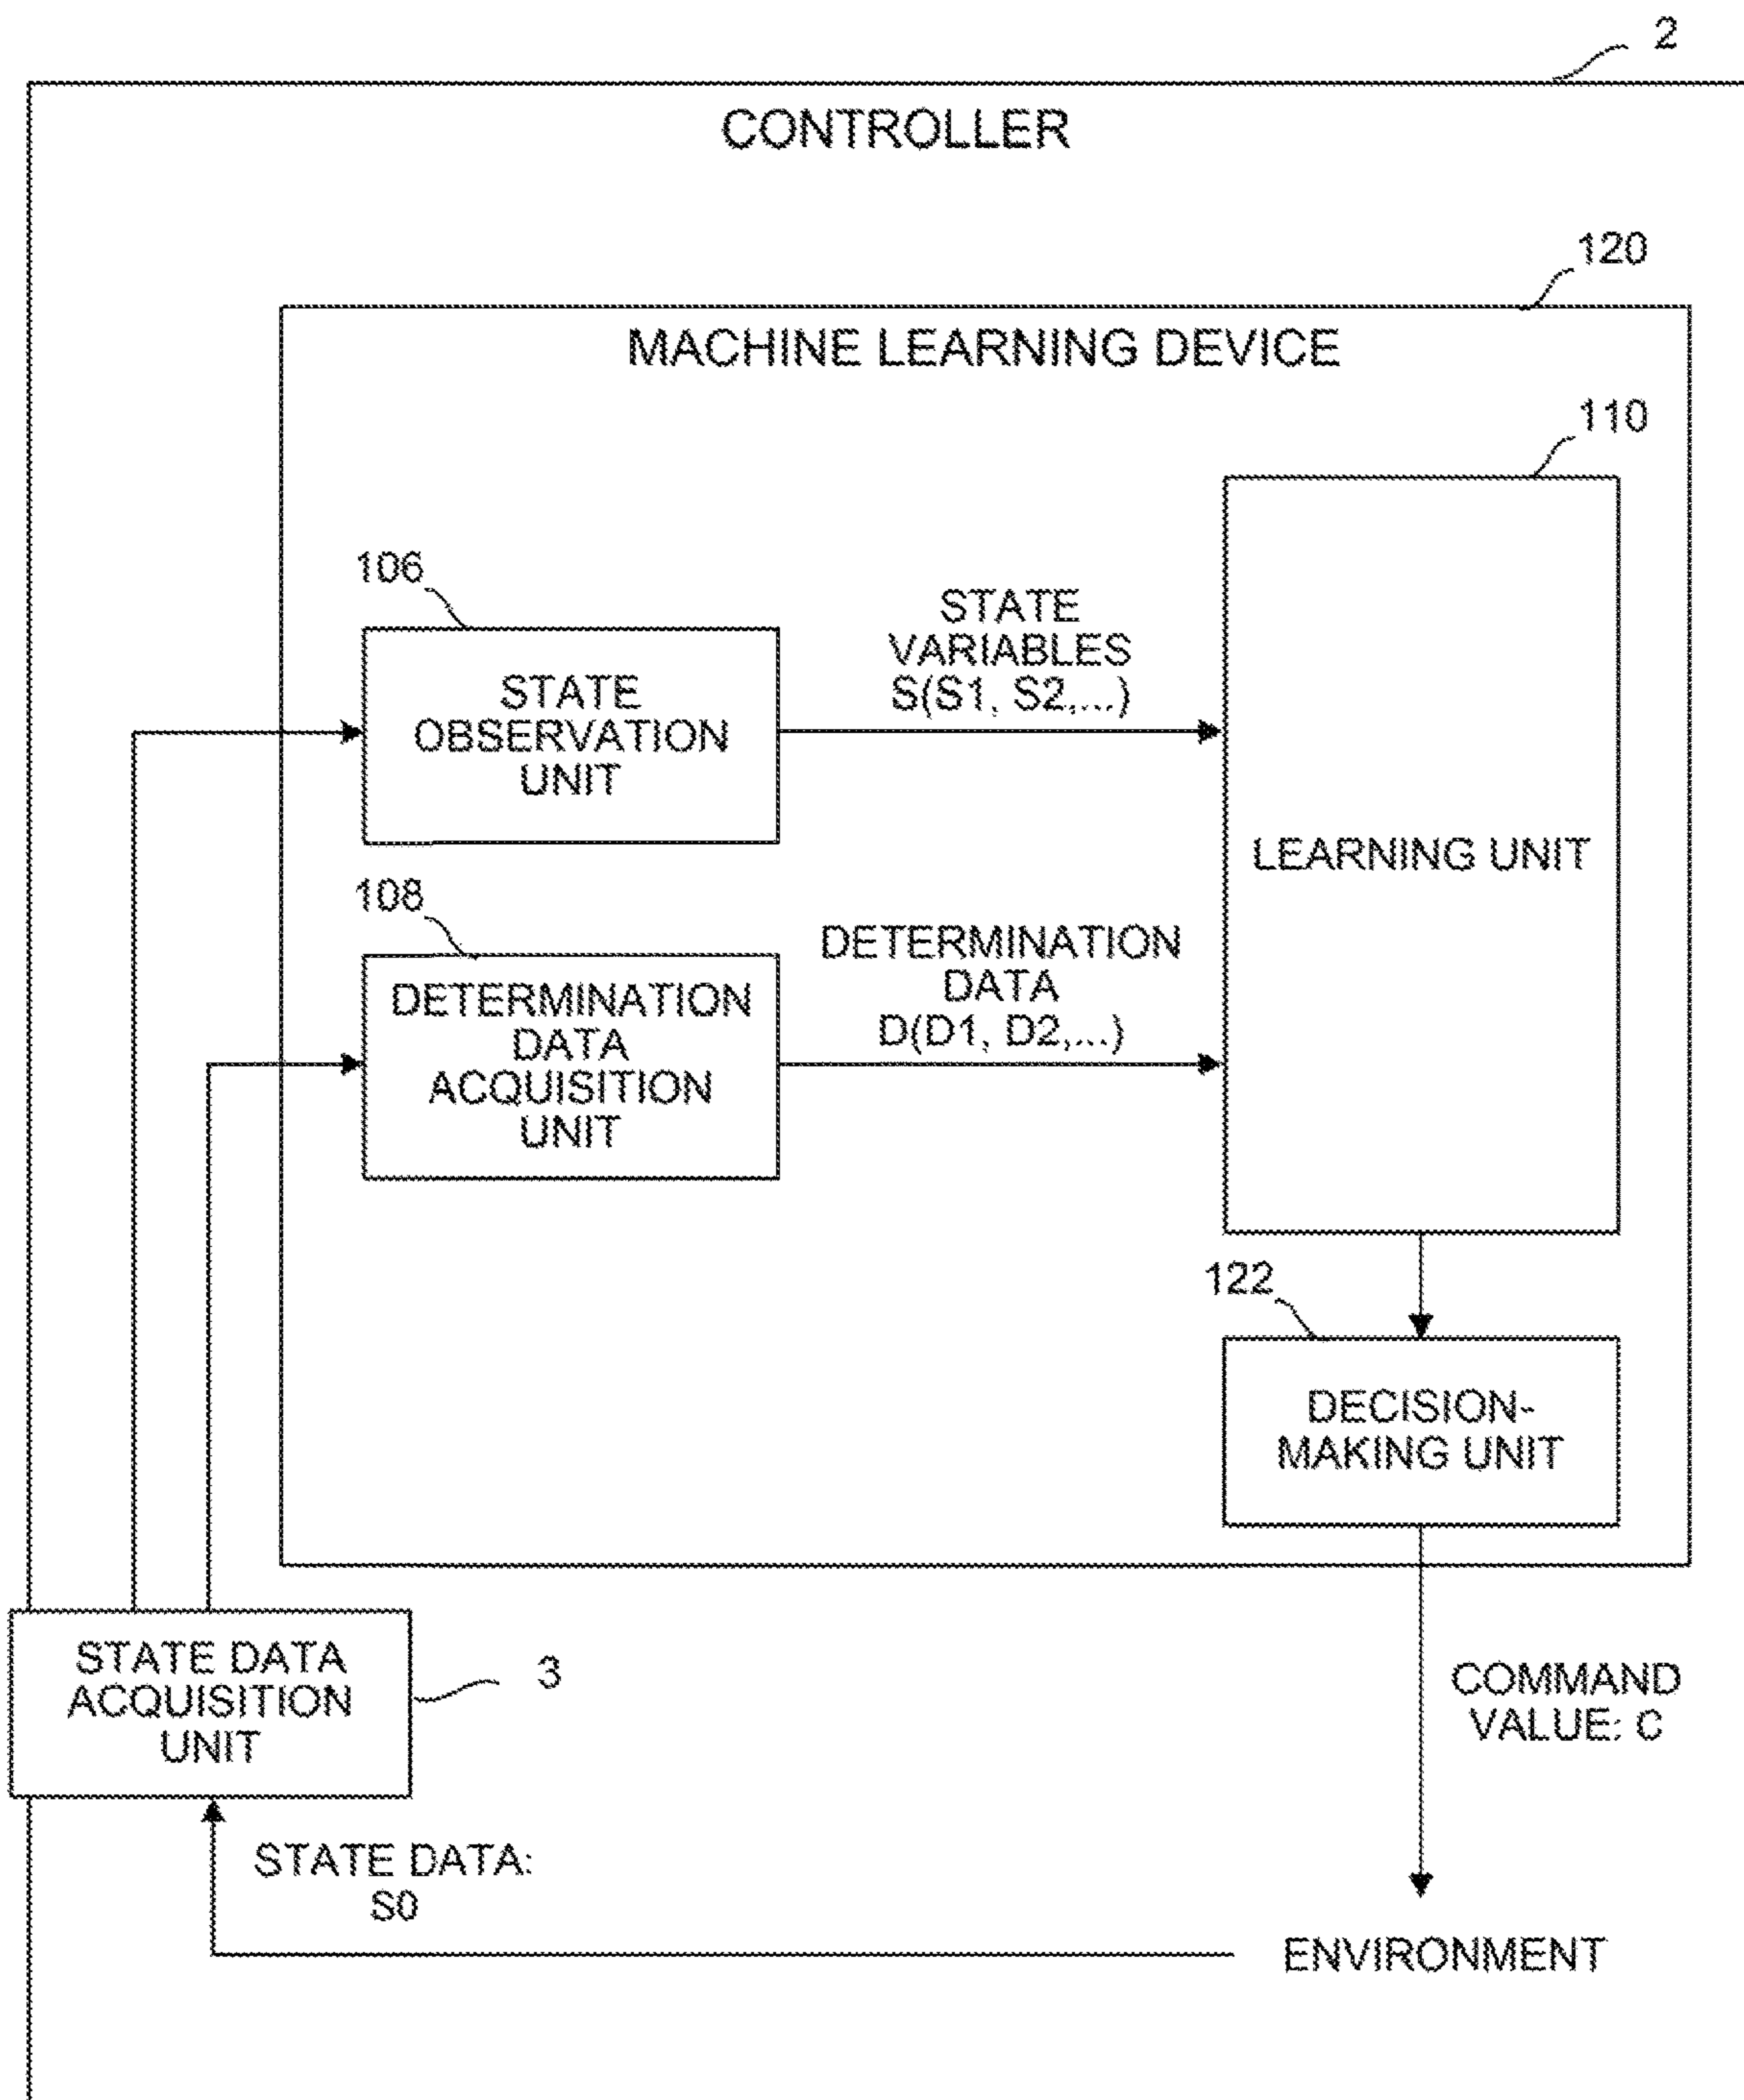 2
CONTROLLER
120
MACHINE LEARNING DEVICE
110
106
STATE
VARIABLES
S(S1, S2,...)
STATE
OBSERVATION
UNIT
LEARNING UNIT
108
DETERMINATION
DATA
D(D1, D2,...)
DETERMINATION
DATA
ACQUISITION
UNIT
122
DECISION-
MAKING UNIT
STATE DATA
ACQUISITION
UNIT
3
COMMAND
VALUE: C
STATE DATA:
S0
ENVIRONMENT